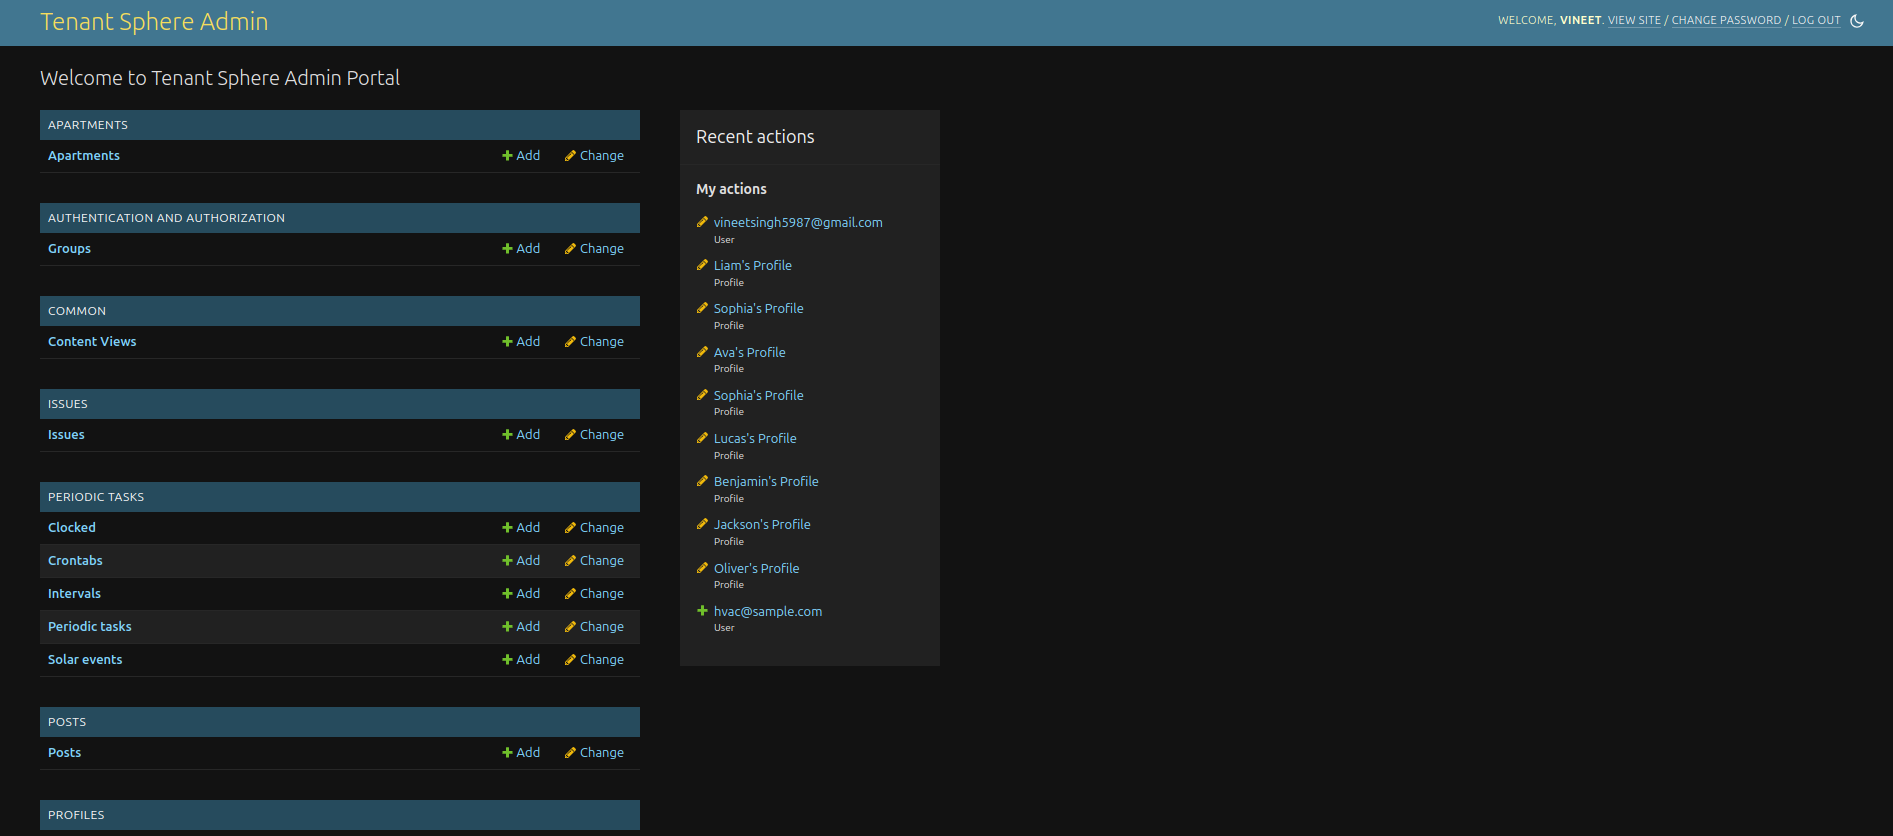 Tenant Sphere Admin
WELCOME, VINEET. VIEW SITE / CHANGE PASSWORD / LOG OUT
Welcome to Tenant Sphere Admin Portal
APARTMENTS
Apartments Add Change
AUTHENTICATION AND AUTHORIZATION
Groups Add Change
COMMON
Content Views Add Change
ISSUES
Issues Add Change
PERIODIC TASKS
Clocked Add Change
Crontabs Add Change
Intervals Add Change
Periodic tasks Add Change
Solar events Add Change
POSTS
Posts Add Change
PROFILES
Recent actions
My actions
vineetsingh5987@gmail.com
User
Liam's Profile
Profile
Sophia's Profile
Profile
Ava's Profile
Profile
Sophia's Profile
Profile
Lucas's Profile
Profile
Benjamin's Profile
Profile
Jackson's Profile
Profile
Oliver's Profile
Profile
hvac@sample.com
User